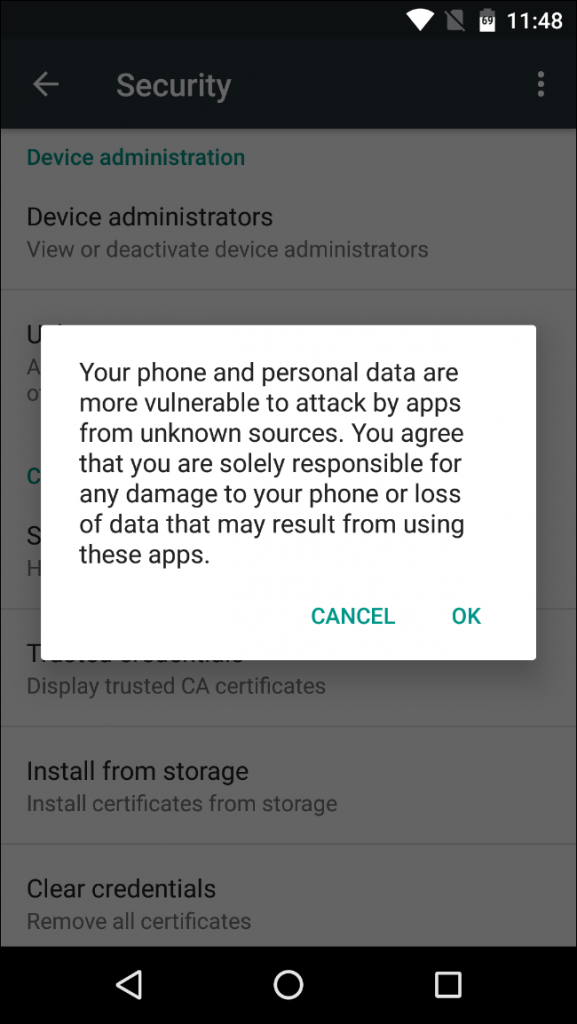 69 11:48
Security
Device administration
Device administrators
View or deactivate device administrators
Your phone and personal data are
more vulnerable to attack by apps
from unknown sources. You agree
that you are solely responsible for
any damage to your phone or loss
of data that may result from using
these apps.
CANCEL OK
Trusted credentials
Display trusted CA certificates
Install from storage
Install certificates from storage
Clear credentials
Remove all certificates